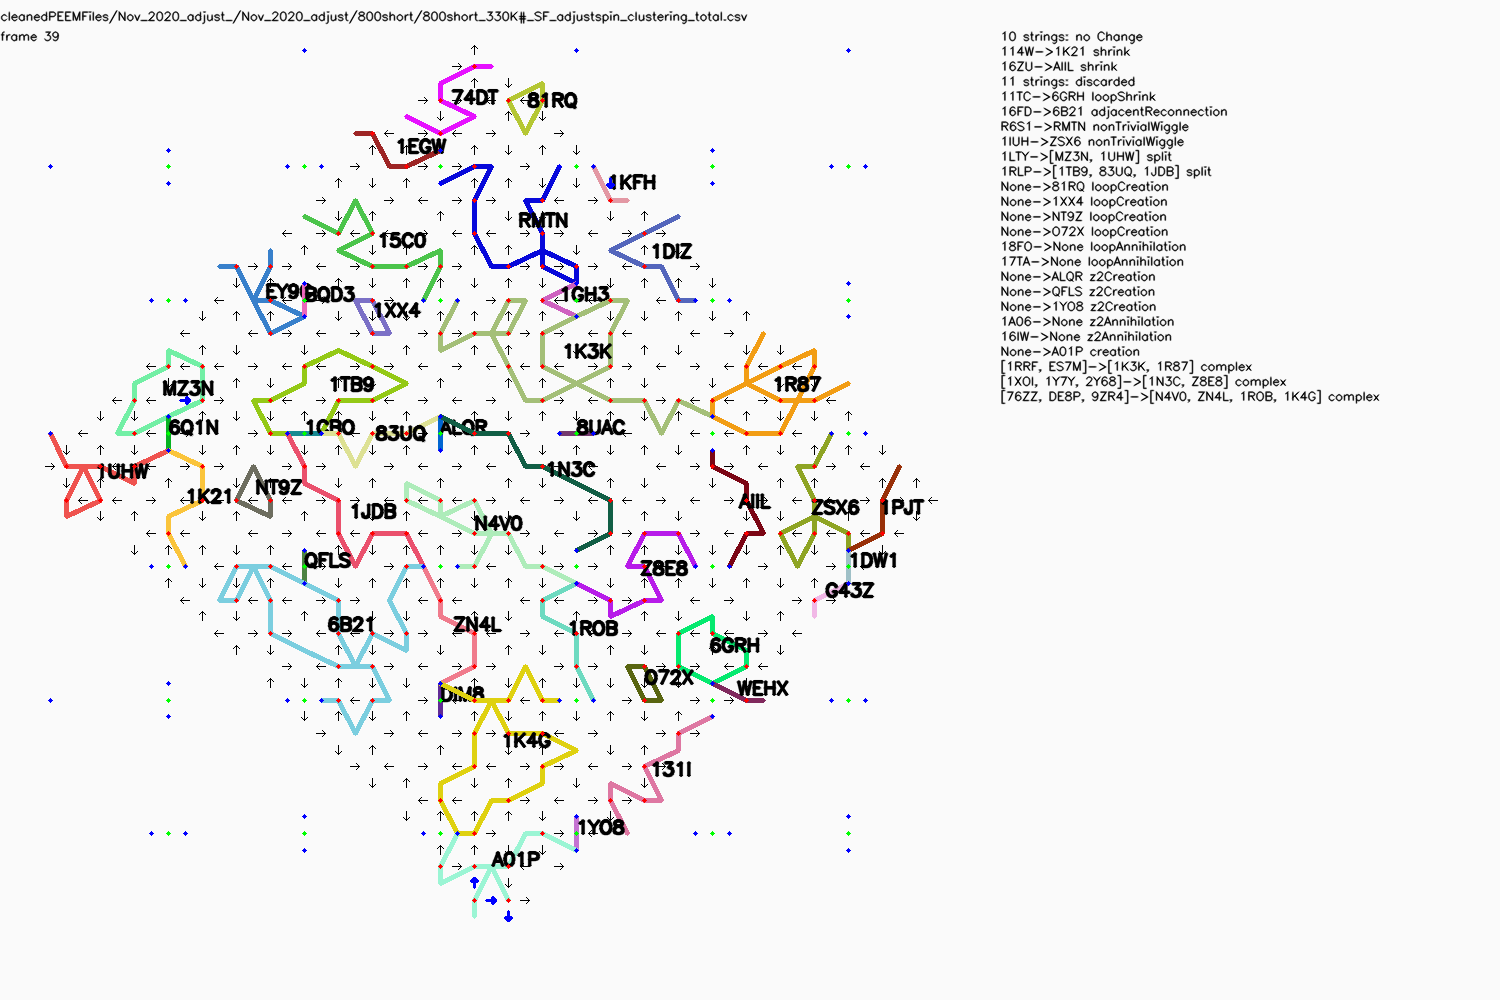 cleanedPEEMFiles/Nov_2020_adjust_/Nov_2020_adjust/800short/800short_330K#_SF_adjustspin_clustering_total.csv
frame 39
10 strings: no Change
114W->1K21 shrink
16ZU->AIIL shrink
11 strings: discarded
11TC->6GRH loopShrink
16FD->6B21 adjacentReconnection
R6S1->RMTN nonTrivialWiggle
1IUH->ZSX6 nonTrivialWiggle
1LTY->[MZ3N, 1UHW] split
1RLP->[1TB9, 83UQ, 1JDB] split
None->81RQ loopCreation
None->1XX4 loopCreation
None->NT9Z loopCreation
None->O72X loopCreation
18FO->None loopAnnihilation
17TA->None loopAnnihilation
None->ALQR z2Creation
None->QFLS z2Creation
None->1YO8 z2Creation
1A06->None z2Annihilation
16IW->None z2Annihilation
None->A01P creation
[1RRF, ES7M]->[1K3K, 1R87] complex
[1XOI, 1Y7Y, 2Y68]->[1N3C, Z8E8] complex
[76ZZ, DE8P, 9ZR4]->[N4V0, ZN4L, 1ROB, 1K4G] complex
74DT
81RQ
1EGW
1KFH
RMTN
15CO
1DIZ
BQD3
1GH3
1XX4
1K3K
1TB9
1R87
MZ3N
6Q1N
83UQ
ALQR
8UAC
1UHW
1N3C
NT9Z
1K21
AIIL
ZSX6
1PJT
1JDB
N4V0
QFLS
1DW1
Z8E8
G43Z
6B21
ZN4L
1ROB
6GRH
O72X
WEHX
1K4G
131I
1YO8
A01P